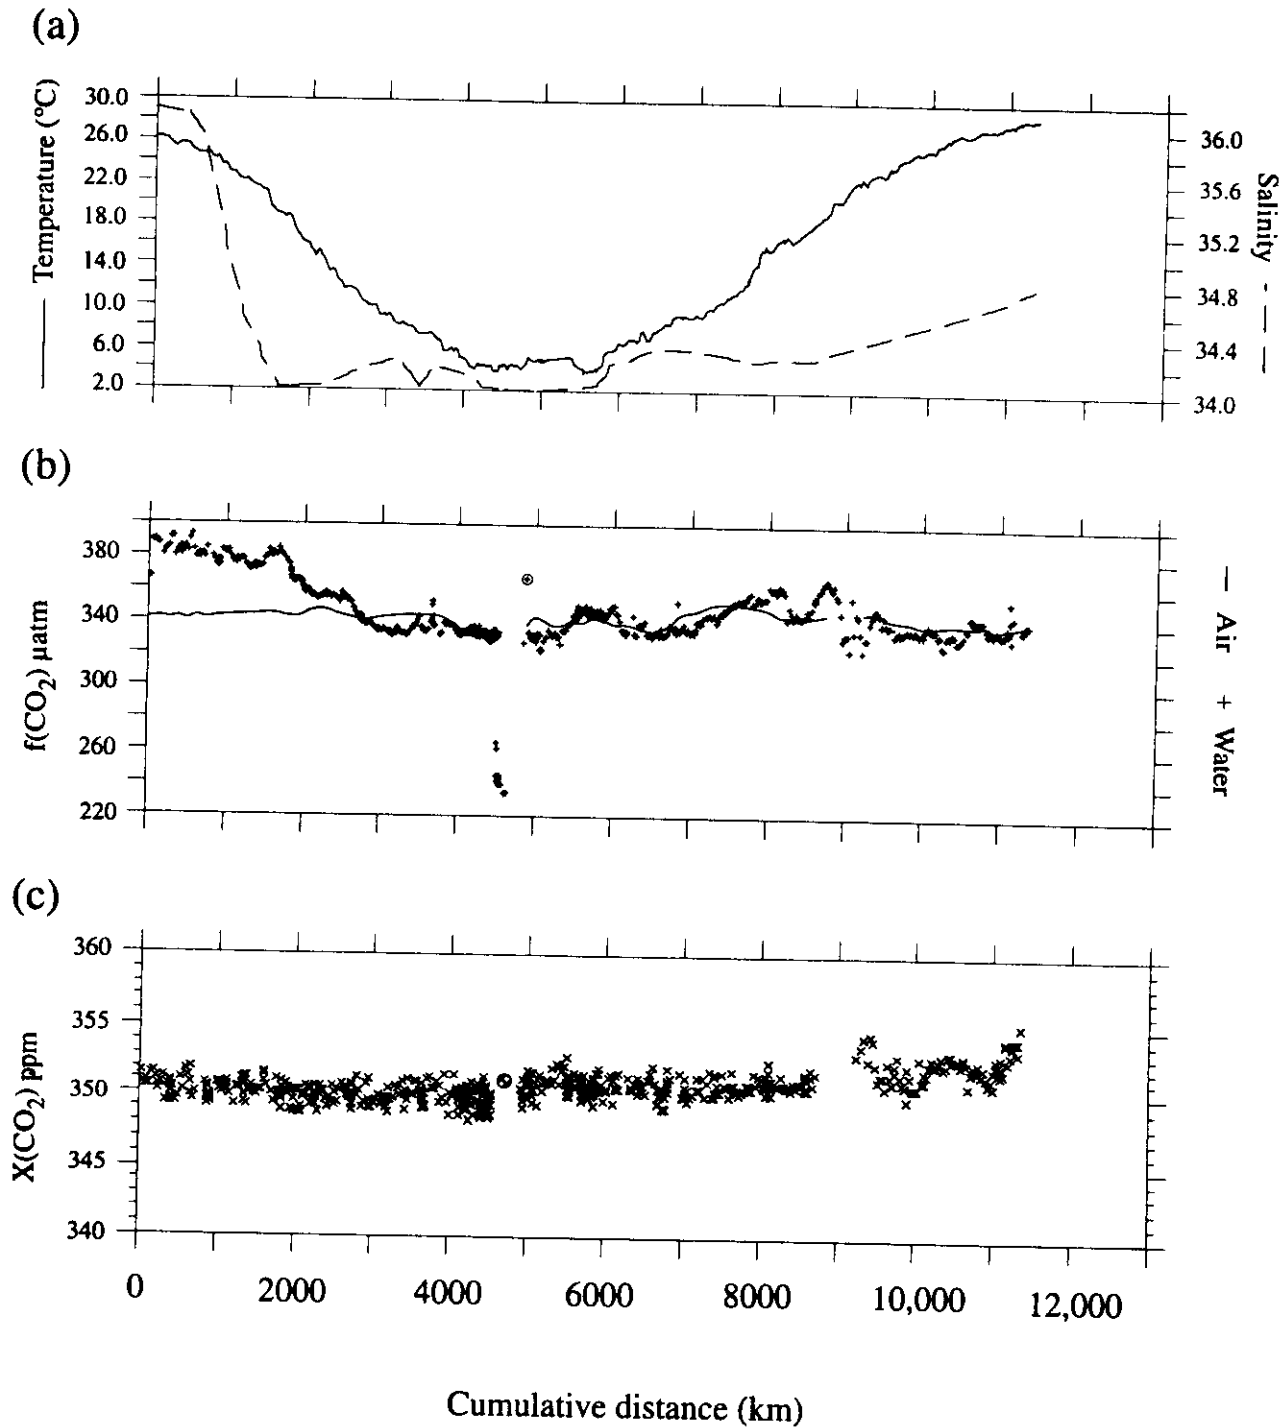 (a)
30.0
26.0
22.0
18.0
14.0
10.0
6.0
2.0
— Temperature (°C)
36.0
35.6
35.2
34.8
34.4
34.0
Salinity - — —
(b)
380
340
300
260
220
f(CO2) µatm
— Air + Water
(c)
360
355
350
345
340
X(CO2) ppm
0 2000 4000 6000 8000 10,000 12,000
Cumulative distance (km)